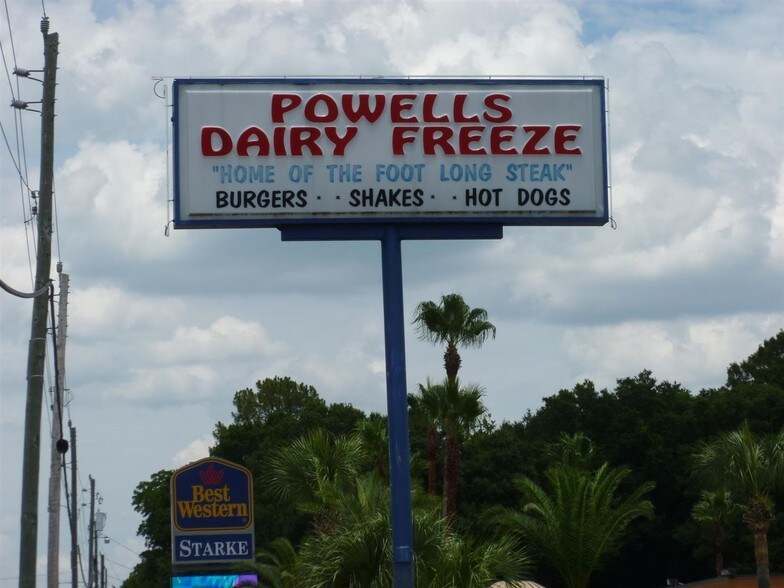 POWELLS
DAIRY FREEZE
"HOME OF THE FOOT LONG STEAK"
BURGERS · · SHAKES · · HOT DOGS
Best
Western
STARKE